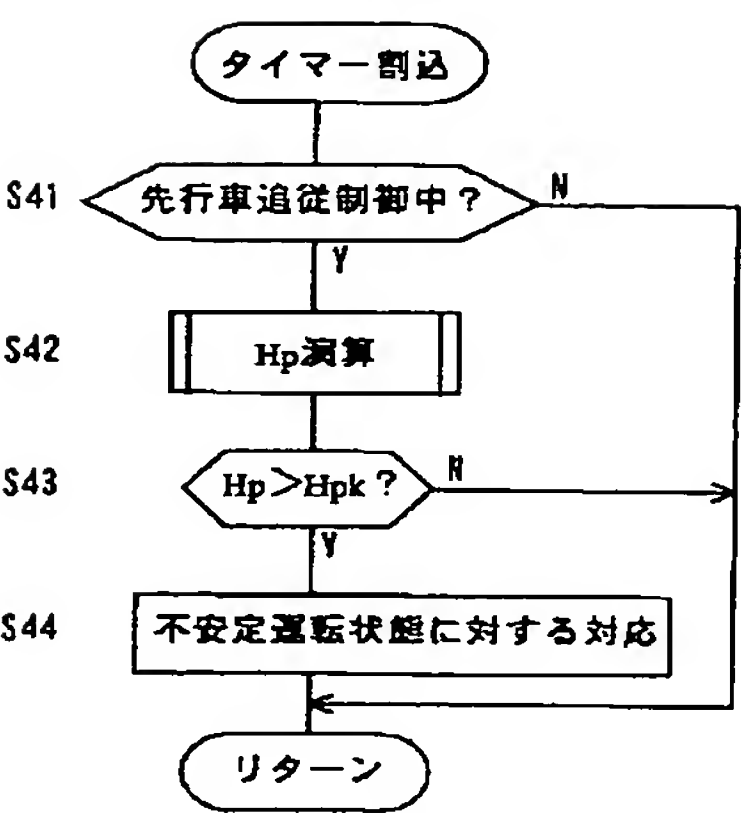 タイマー割込
S41
先行車追従制御中?
N
Y
S42
Hp演算
S43
Hp>Hpk?
N
Y
S44
不安定運転状態に対する対応
リターン